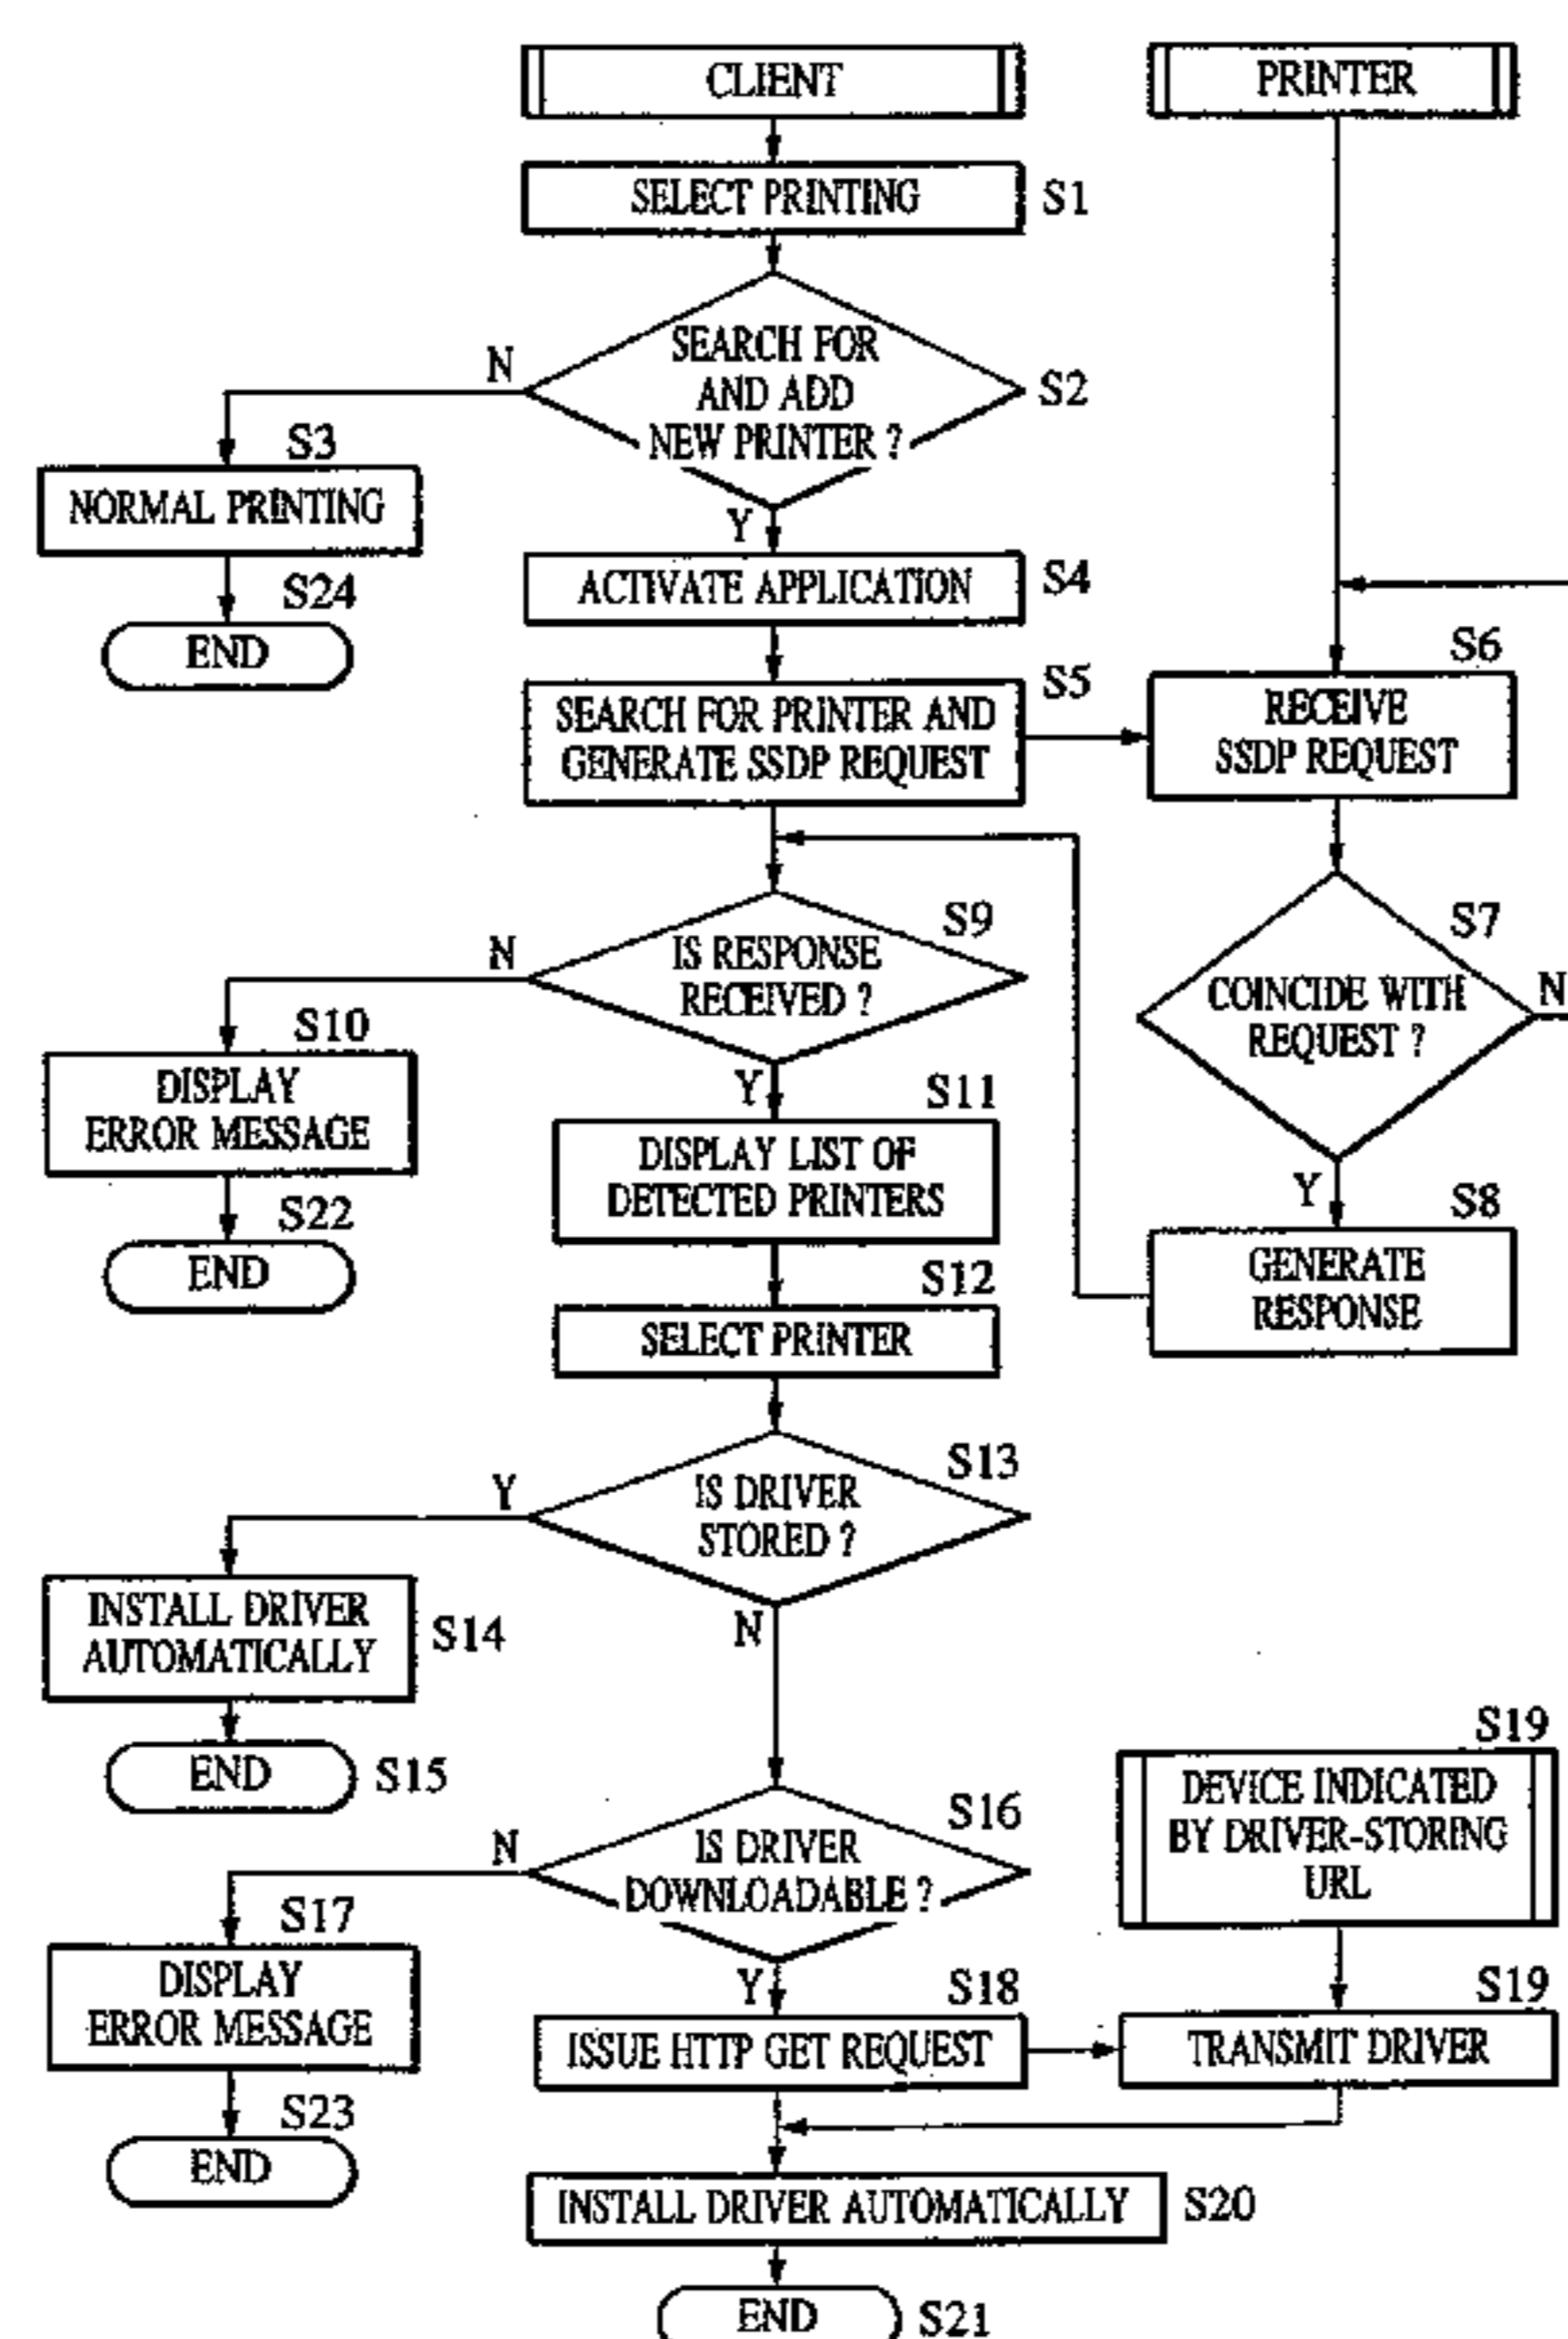 CLIENT
PRINTER
SELECT PRINTING
S1
SEARCH FOR
AND ADD
NEW PRINTER ?
S2
N
Y
S3
NORMAL PRINTING
S24
END
ACTIVATE APPLICATION
S4
SEARCH FOR PRINTER AND
GENERATE SSDP REQUEST
S5
S6
RECEIVE
SSDP REQUEST
S7
COINCIDE WITH
REQUEST ?
N
Y
S8
GENERATE
RESPONSE
S9
IS RESPONSE
RECEIVED ?
N
Y
S10
DISPLAY
ERROR MESSAGE
S22
END
S11
DISPLAY LIST OF
DETECTED PRINTERS
S12
SELECT PRINTER
S13
IS DRIVER
STORED ?
Y
N
INSTALL DRIVER
AUTOMATICALLY
S14
END
S15
S16
IS DRIVER
DOWNLOADABLE ?
N
Y
S17
DISPLAY
ERROR MESSAGE
S23
END
S18
ISSUE HTTP GET REQUEST
S19
DEVICE INDICATED
BY DRIVER-STORING
URL
S19
TRANSMIT DRIVER
INSTALL DRIVER AUTOMATICALLY
S20
END
S21